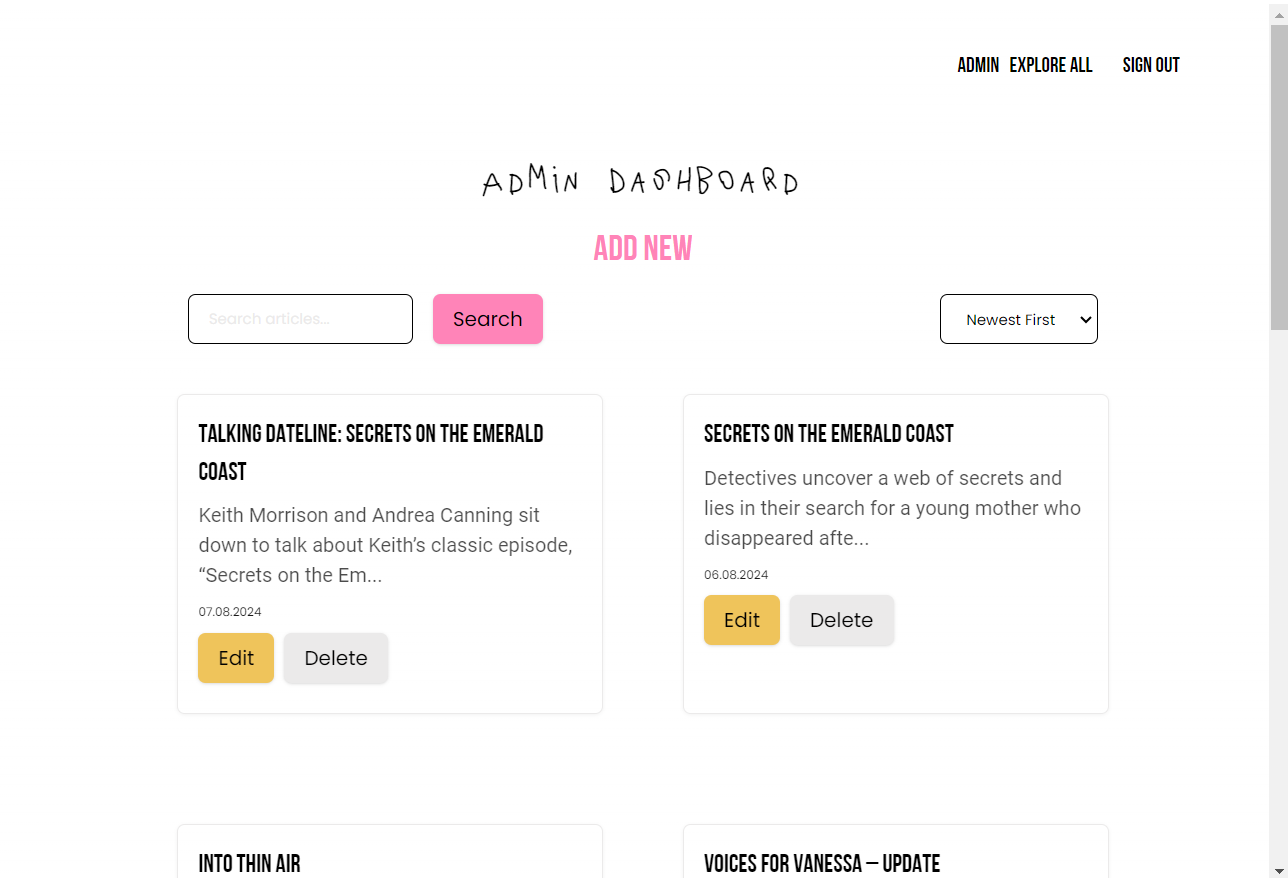 ADMIN EXPLORE ALL SIGN OUT
ADMiN DASHBOARD
ADD NEW
Search articles...
Search
Newest First
TALKING DATELINE: SECRETS ON THE EMERALD
COAST
Keith Morrison and Andrea Canning sit
down to talk about Keith’s classic episode,
“Secrets on the Em...
07.08.2024
Edit
Delete
SECRETS ON THE EMERALD COAST
Detectives uncover a web of secrets and
lies in their search for a young mother who
disappeared afte...
06.08.2024
Edit
Delete
INTO THIN AIR
VOICES FOR VANESSA – UPDATE